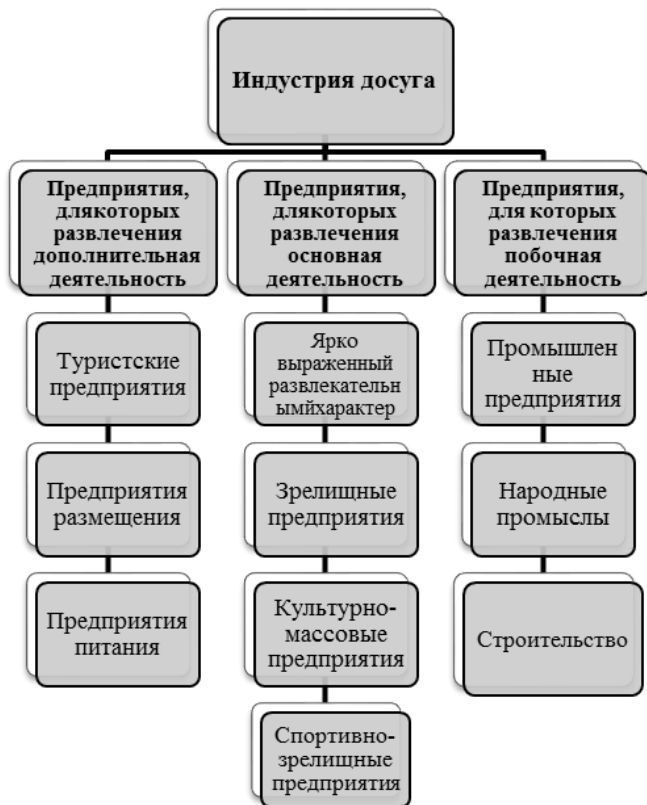 Индустрия досуга
Предприятия,
длякоторых
развлечения
дополнительная
деятельность
Туристские
предприятия
Предприятия
размещения
Предприятия
питания
Предприятия,
длякоторых
развлечения
основная
деятельность
Ярко
выраженный
развлекательн
ымйхарактер
Зрелищные
предприятия
Культурно-
массовые
предприятия
Спортивно-
зрелищные
предприятия
Предприятия,
для которых
развлечения
побочная
деятельность
Промышлен
ные
предприятия
Народные
промыслы
Строительство